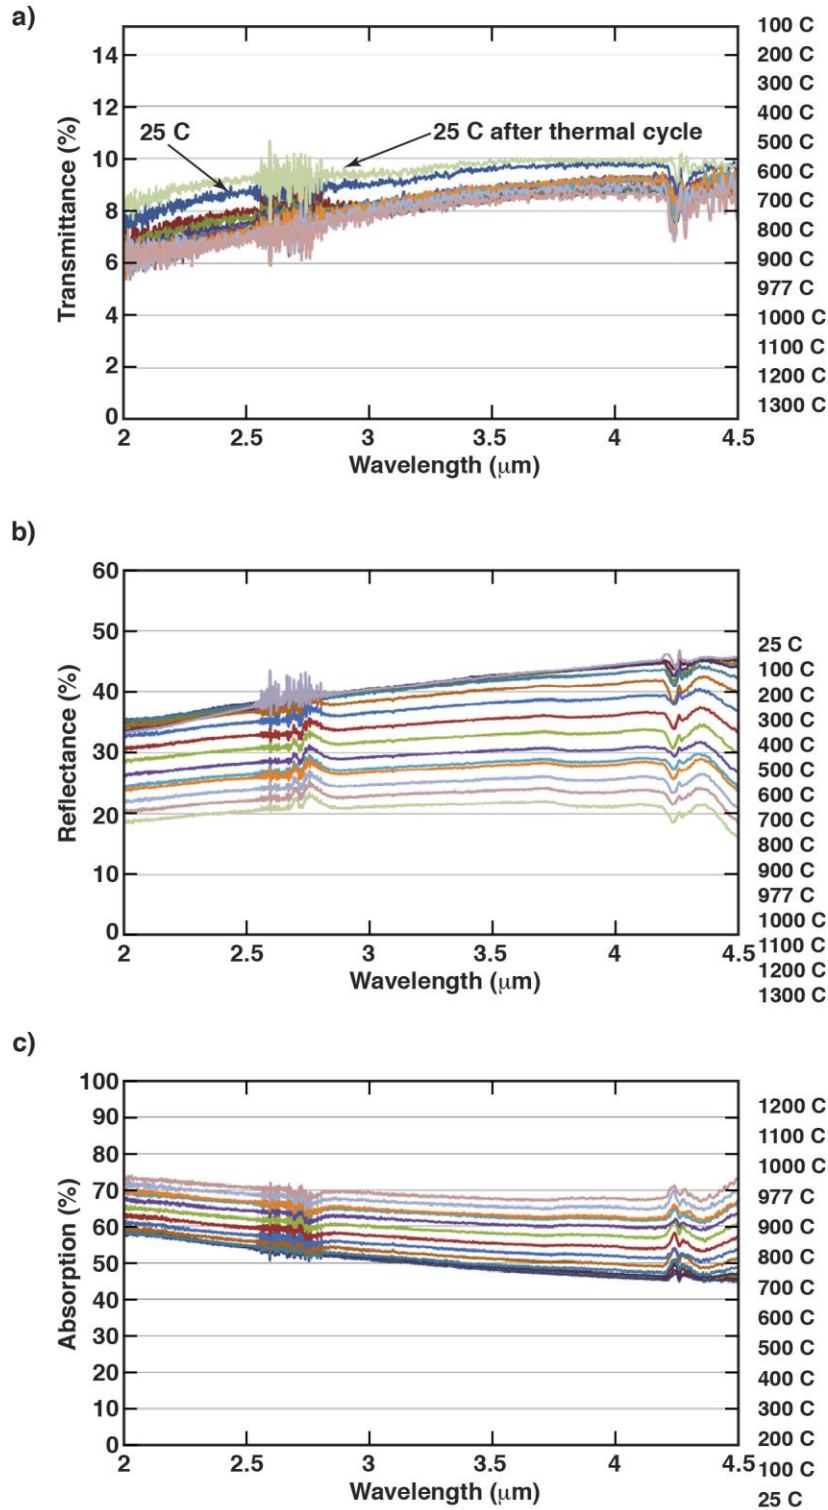 a)
Transmittance (%)
14
12
10
8
6
4
2
0
25 C
25 C after thermal cycle
2
2.5
3
3.5
4
4.5
Wavelength (μm)
100 C
200 C
300 C
400 C
500 C
600 C
700 C
800 C
900 C
977 C
1000 C
1100 C
1200 C
1300 C
b)
Reflectance (%)
60
50
40
30
20
10
0
2
2.5
3
3.5
4
4.5
Wavelength (μm)
25 C
100 C
200 C
300 C
400 C
500 C
600 C
700 C
800 C
900 C
977 C
1000 C
1100 C
1200 C
1300 C
c)
Absorption (%)
100
90
80
70
60
50
40
30
20
10
0
2
2.5
3
3.5
4
4.5
Wavelength (μm)
1200 C
1100 C
1000 C
977 C
900 C
800 C
700 C
600 C
500 C
400 C
300 C
200 C
100 C
25 C